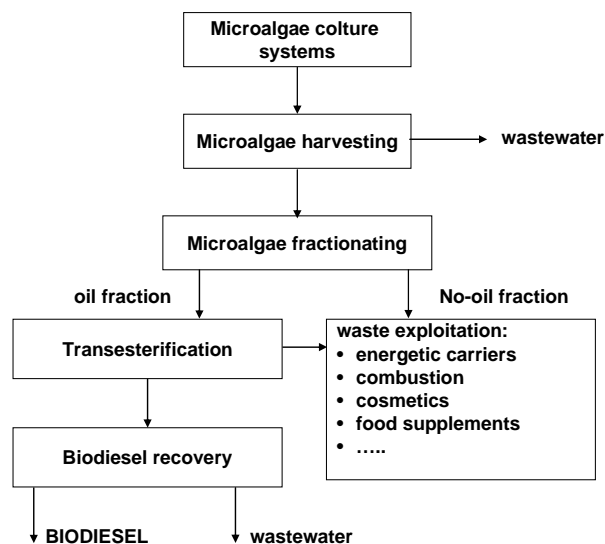 Microalgae colture
systems
Microalgae harvesting
wastewater
Microalgae fractionating
oil fraction
No-oil fraction
Transesterification
waste exploitation:
• energetic carriers
• combustion
• cosmetics
• food supplements
• …..
Biodiesel recovery
BIODIESEL
wastewater